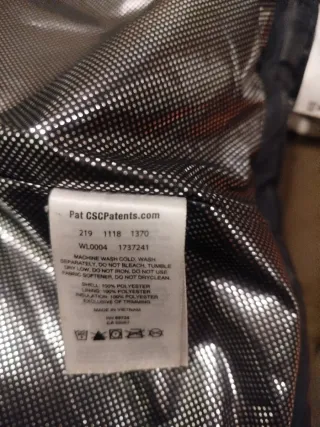 Pat CSCPatents.com
219 1118 1370
WL0004 1737241
MACHINE WASH COLD, WASH
SEPARATELY, DO NOT BLEACH, TUMBLE
DRY LOW, DO NOT IRON, DO NOT USE
FABRIC SOFTENER, DO NOT DRYCLEAN.
SHELL: 100% POLYESTER
LINING: 100% POLYESTER
INSULATION: 100% POLYESTER
EXCLUSIVE OF TRIMMING
MADE IN VIETNAM